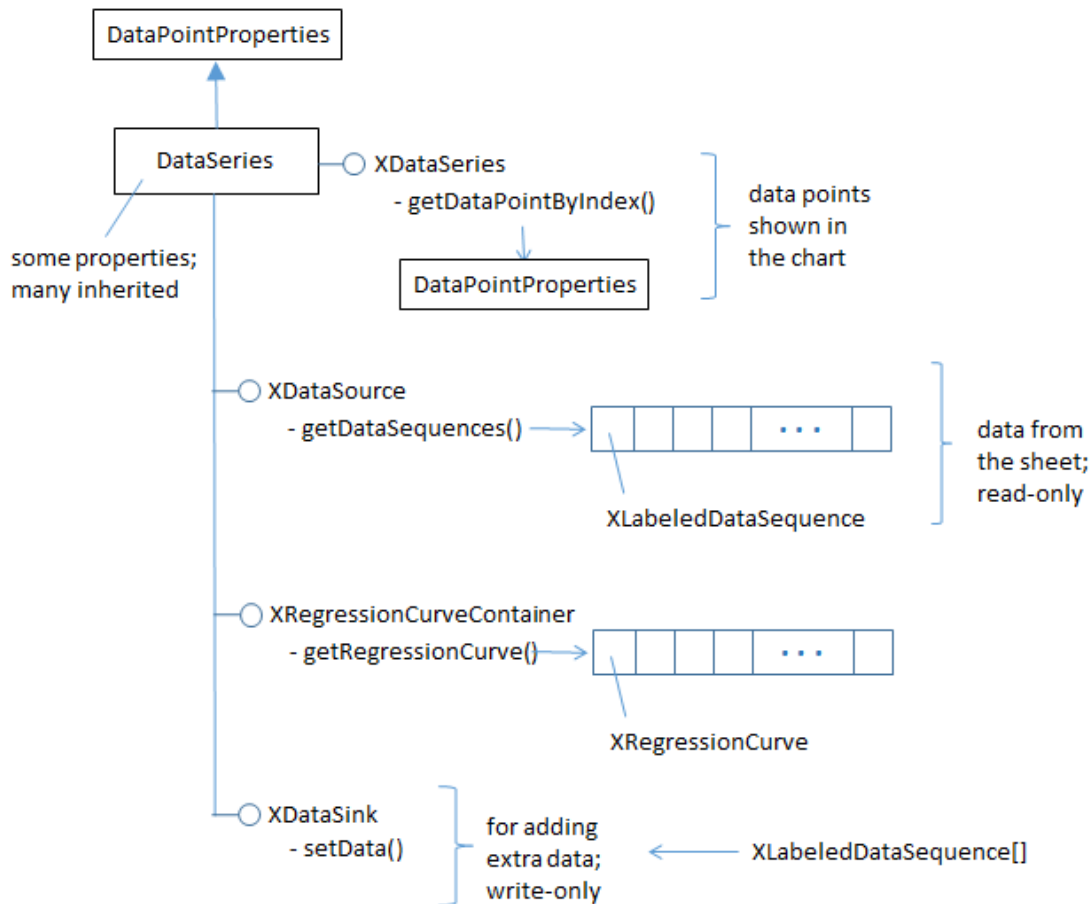 DataPointProperties
DataSeries
XDataSeries
- getDataPointByIndex()
DataPointProperties
data points
shown in
the chart
some properties;
many inherited
XDataSource
- getDataSequences()
...
XLabeledDataSequence
data from
the sheet;
read-only
XRegressionCurveContainer
- getRegressionCurve()
...
XRegressionCurve
XDataSink
- setData()
for adding
extra data;
write-only
XLabeledDataSequence[]